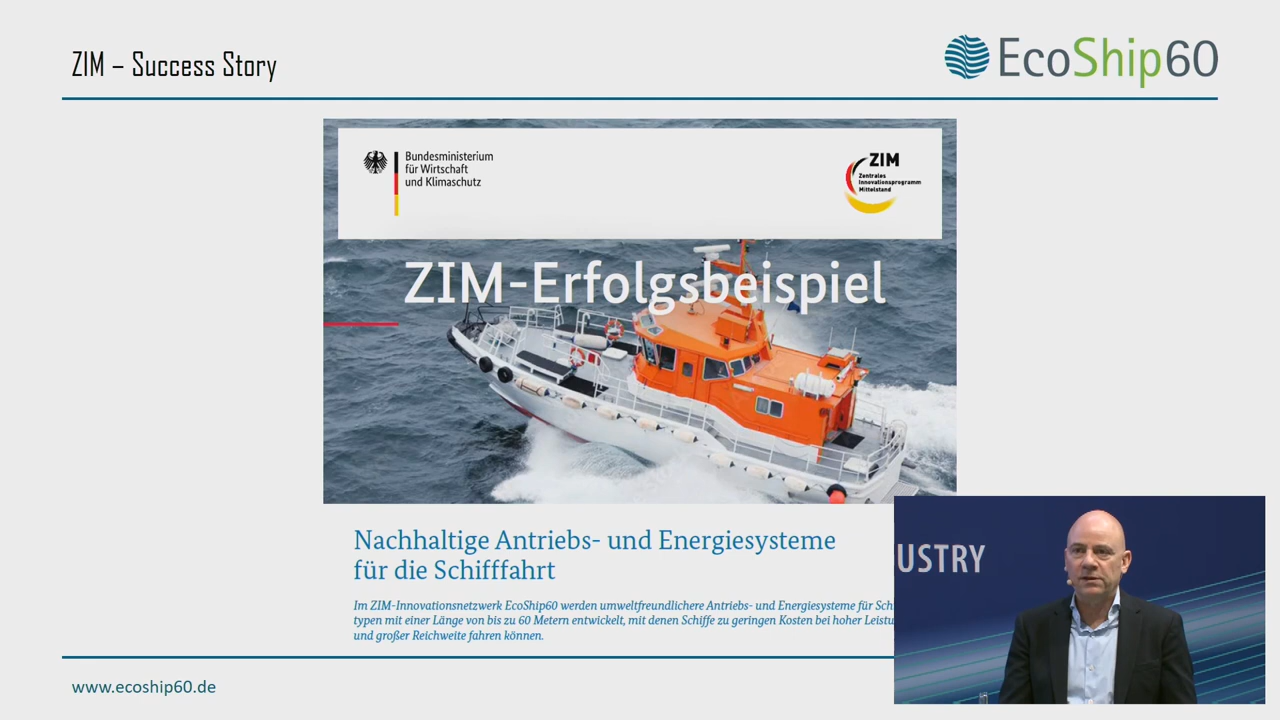 ZIM – Success Story
EcoShip60
Bundesministerium
für Wirtschaft
und Klimaschutz
ZIM
Zentrales
Innovationsprogramm
Mittelstand
ZIM-Erfolgsbeispiel
Nachhaltige Antriebs- und Energiesysteme
für die Schifffahrt
Im ZIM-Innovationsnetzwerk EcoShip60 werden umweltfreundlichere Antriebs- und Energiesysteme für
typen mit einer Länge von bis zu 60 Metern entwickelt, mit denen Schiffe zu geringen Kosten bei hoher
und großer Reichweite fahren können.
USTRY
www.ecoship60.de